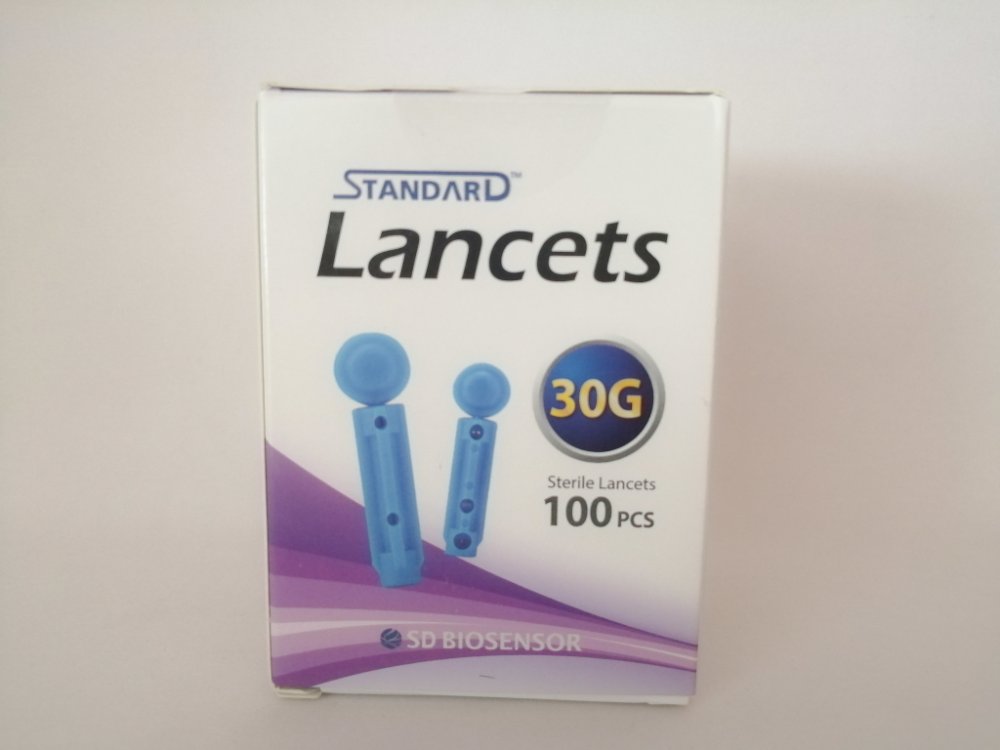 STANDARD™
Lancets
30G
Sterile Lancets
100 PCS
SD BIOSENSOR